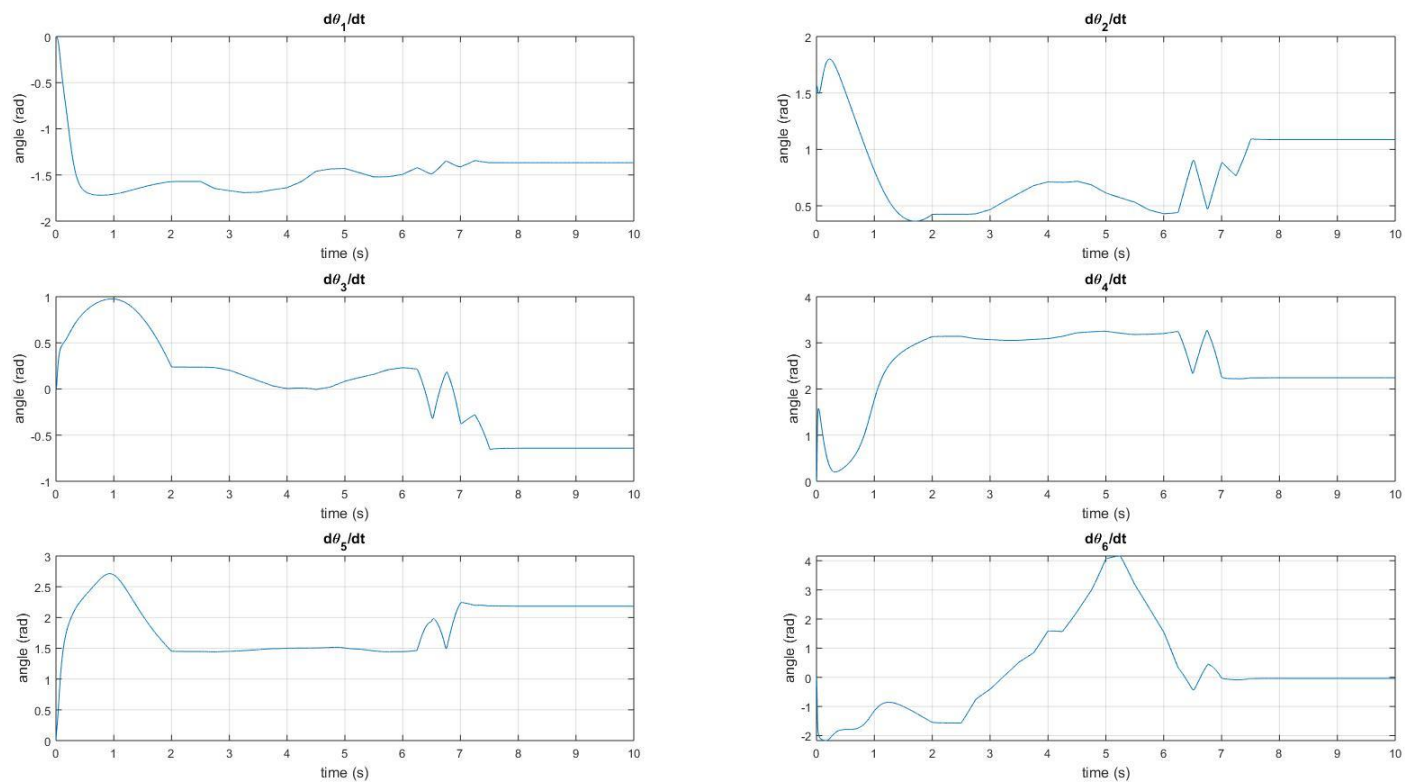 dθ1/dt
0
-0.5
-1
-1.5
-2
angle (rad)
0 1 2 3 4 5 6 7 8 9 10
time (s)
dθ2/dt
2
1.5
1
0.5
angle (rad)
0 1 2 3 4 5 6 7 8 9 10
time (s)
dθ3/dt
1
0.5
0
-0.5
-1
angle (rad)
0 1 2 3 4 5 6 7 8 9 10
time (s)
dθ4/dt
4
3
2
1
0
angle (rad)
0 1 2 3 4 5 6 7 8 9 10
time (s)
dθ5/dt
3
2.5
2
1.5
1
0.5
0
angle (rad)
0 1 2 3 4 5 6 7 8 9 10
time (s)
dθ6/dt
4
3
2
1
0
-1
-2
angle (rad)
0 1 2 3 4 5 6 7 8 9 10
time (s)